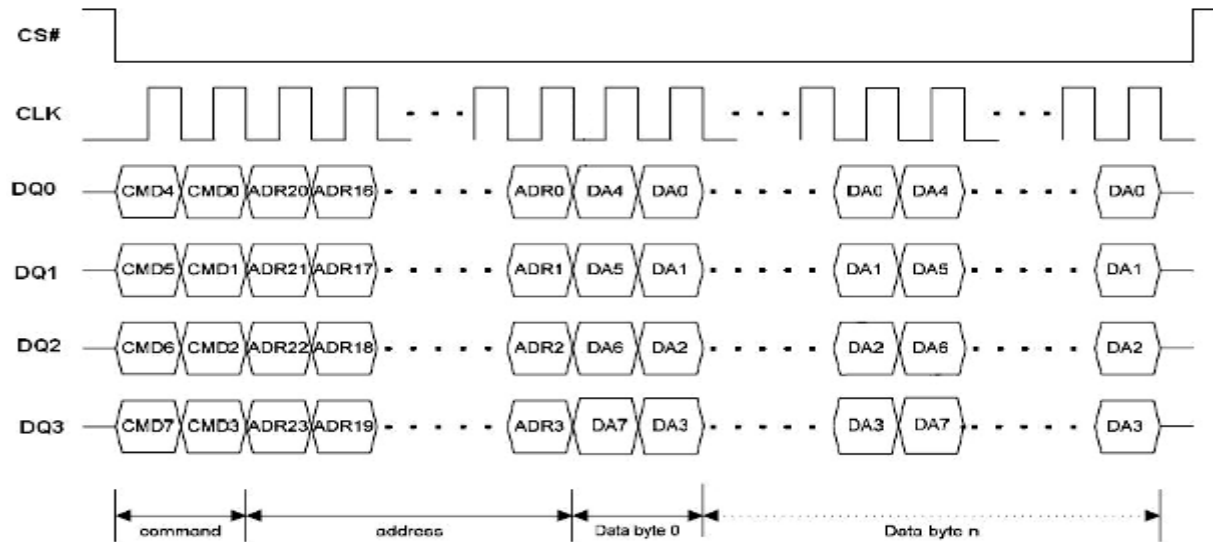 CS#
CLK
DQ0 CMD4 CMD0 ADR20 ADR16 ADR0 DA4 DA0 DA0 DA4 DA0
DQ1 CMD5 CMD1 ADR21 ADR17 ADR1 DA5 DA1 DA1 DA5 DA1
DQ2 CMD6 CMD2 ADR22 ADR18 ADR2 DA6 DA2 DA2 DA6 DA2
DQ3 CMD7 CMD3 ADR23 ADR19 ADR3 DA7 DA3 DA3 DA7 DA3
command address Data byte 0 Data byte n